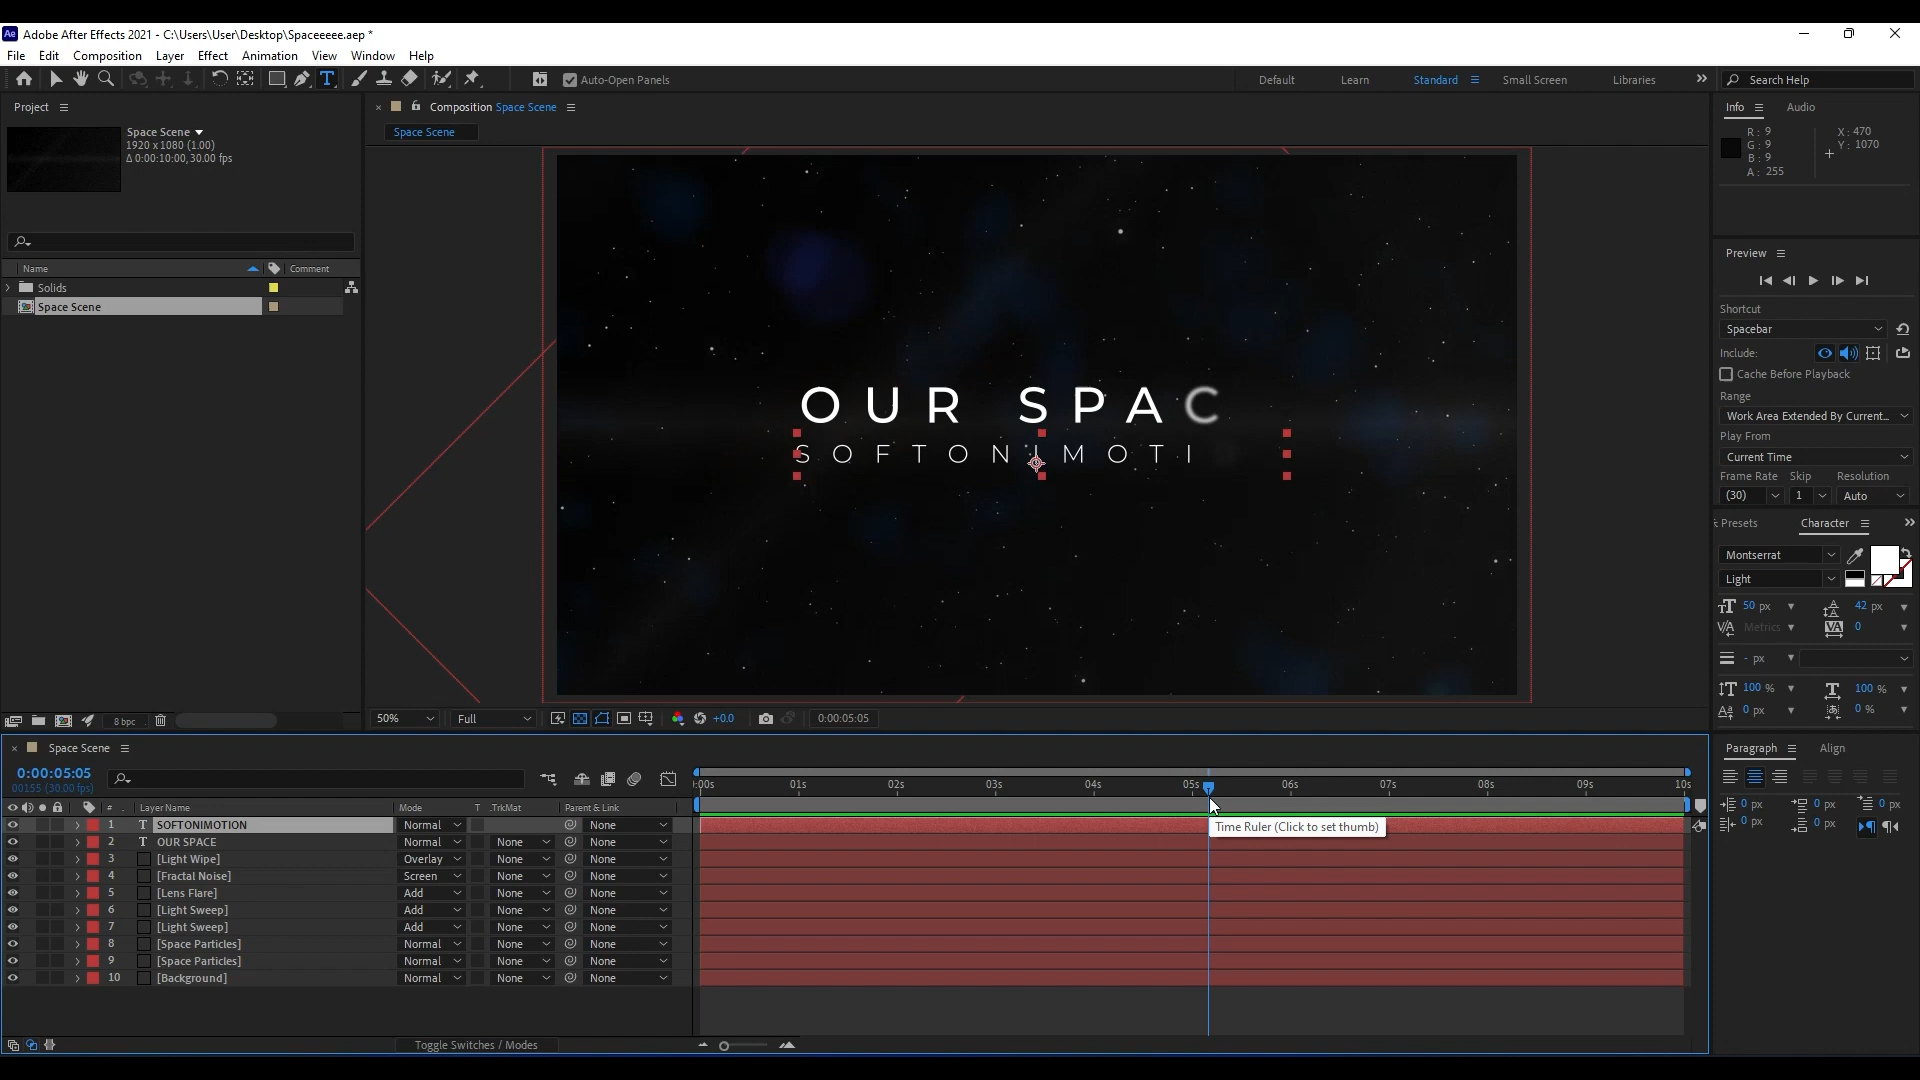 Ae Adobe After Effects 2021 - C:\Users\User\Desktop\Spaceeeee.aep *
File Edit Composition Layer Effect Animation View Window Help
Auto-Open Panels Default Learn Standard Small Screen Libraries Search Help
Project
Space Scene
1920 x 1080 (1.00)
Δ 0:00:10:00, 30.00 fps
Name Comment
Solids
Space Scene
8 bpc
Composition Space Scene
Space Scene
OUR SPAC
SOFTONIMOTI
50% Full +0.0 0:00:05:05
Info Audio
R: 9 X: 470
G: 9 Y: 1070
B: 9
A: 255
Preview
Shortcut
Spacebar
Include:
Cache Before Playback
Range
Work Area Extended By Current...
Play From
Current Time
Frame Rate Skip Resolution
(30) 1 Auto
Presets Character
Montserrat
Light
50 px 42 px
Metrics 0
- px
100 % 100 %
0 px 0 %
Paragraph Align
0 px 0 px 0 px
0 px 0 px
Space Scene
0:00:05:05
00155 (30.00 fps)
:00s 01s 02s 03s 04s 05s 06s 07s 08s 09s 10s
# Layer Name Mode T .TrkMat Parent & Link
1 T SOFTONIMOTION Normal None
Time Ruler (Click to set thumb)
2 T OUR SPACE Normal None None
3 [Light Wipe] Overlay None None
4 [Fractal Noise] Screen None None
5 [Lens Flare] Add None None
6 [Light Sweep] Add None None
7 [Light Sweep] Add None None
8 [Space Particles] Normal None None
9 [Space Particles] Normal None None
10 [Background] Normal None None
Toggle Switches / Modes